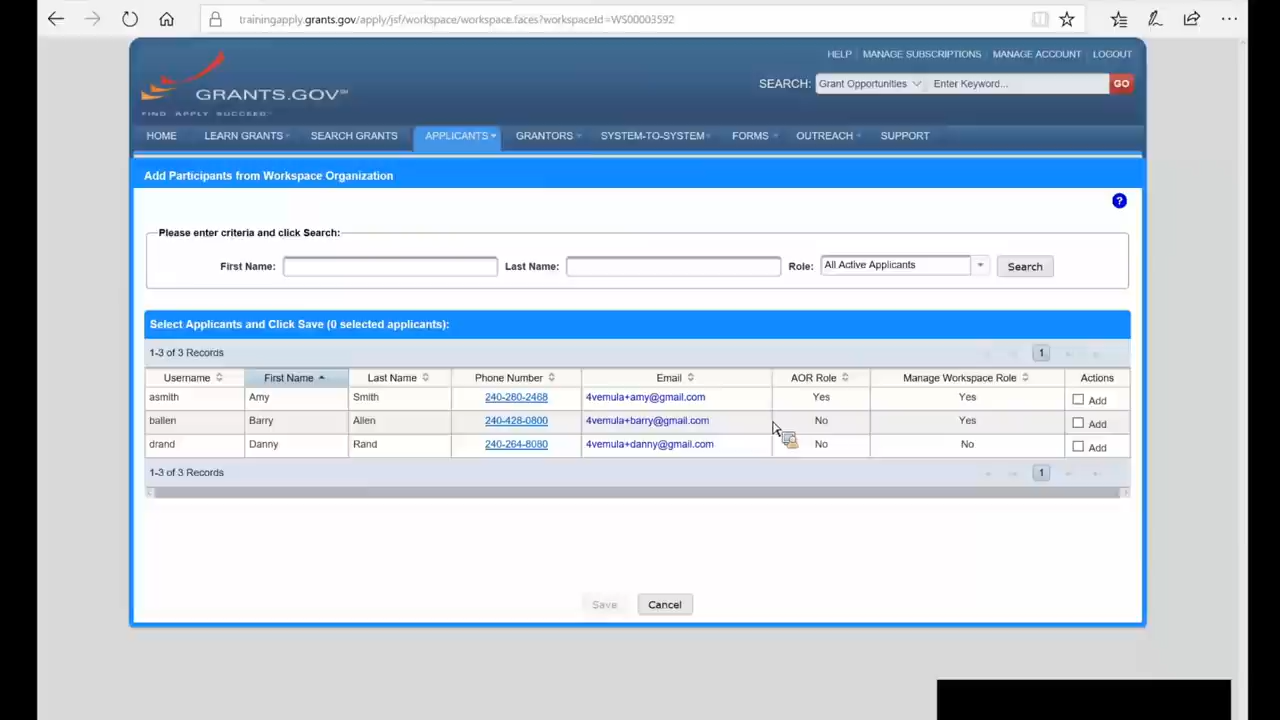 trainingapply.grants.gov/apply/jsf/workspace/workspace.faces?workspaceId=WS00003592
HELP MANAGE SUBSCRIPTIONS MANAGE ACCOUNT LOGOUT
SEARCH: Grant Opportunities Enter Keyword... GO
GRANTS.GOV℠
FIND. APPLY. SUCCEED.℠
HOME LEARN GRANTS SEARCH GRANTS APPLICANTS GRANTORS SYSTEM-TO-SYSTEM FORMS OUTREACH SUPPORT
Add Participants from Workspace Organization
?
Please enter criteria and click Search:
First Name: Last Name: Role: All Active Applicants Search
Select Applicants and Click Save (0 selected applicants):
1-3 of 3 Records 1
Username First Name Last Name Phone Number Email AOR Role Manage Workspace Role Actions
asmith Amy Smith 240-280-2468 4vemula+amy@gmail.com Yes Yes Add
ballen Barry Allen 240-428-0800 4vemula+barry@gmail.com No Yes Add
drand Danny Rand 240-264-8080 4vemula+danny@gmail.com No No Add
1-3 of 3 Records 1
Save Cancel